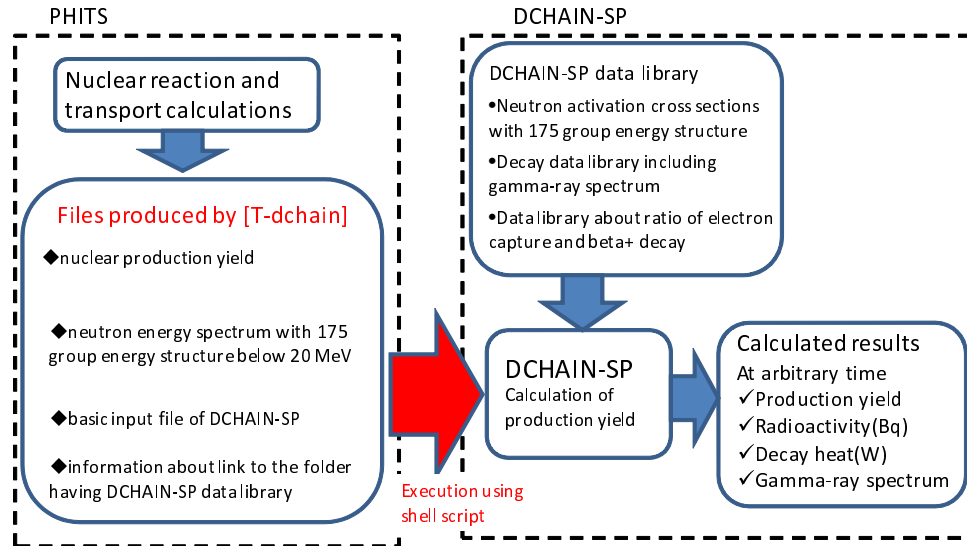 PHITS
Nuclear reaction and
transport calculations
Files produced by [T-dchain]
◆nuclear production yield
◆neutron energy spectrum with 175
group energy structure below 20 MeV
◆basic input file of DCHAIN-SP
◆information about link to the folder
having DCHAIN-SP data library
Execution using
shell script
DCHAIN-SP
DCHAIN-SP data library
•Neutron activation cross sections
with 175 group energy structure
•Decay data library including
gamma-ray spectrum
•Data library about ratio of electron
capture and beta+ decay
DCHAIN-SP
Calculation of
production yield
Calculated results
At arbitrary time
✓Production yield
✓Radioactivity(Bq)
✓Decay heat(W)
✓Gamma-ray spectrum